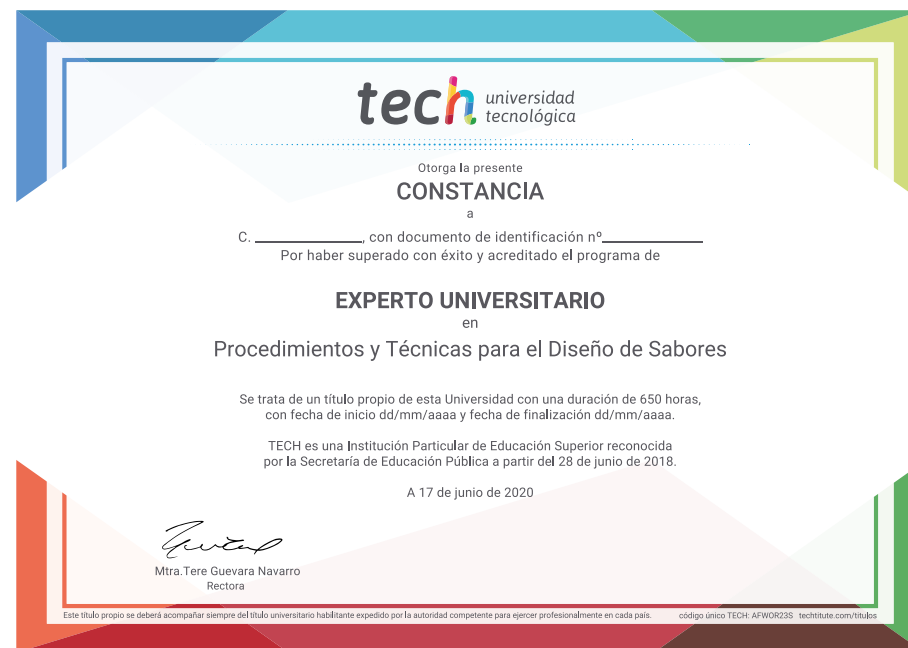 tech universidad
tecnológica
Otorga la presente
CONSTANCIA
a
C. ____________, con documento de identificación nº____________
Por haber superado con éxito y acreditado el programa de
EXPERTO UNIVERSITARIO
en
Procedimientos y Técnicas para el Diseño de Sabores
Se trata de un título propio de esta Universidad con una duración de 650 horas,
con fecha de inicio dd/mm/aaaa y fecha de finalización dd/mm/aaaa.
TECH es una Institución Particular de Educación Superior reconocida
por la Secretaría de Educación Pública a partir del 28 de junio de 2018.
A 17 de junio de 2020
Mtra.Tere Guevara Navarro
Rectora
Este título propio se deberá acompañar siempre del título universitario habilitante expedido por la autoridad competente para ejercer profesionalmente en cada país. código único TECH: AFWOR23S techtitute.com/titulos